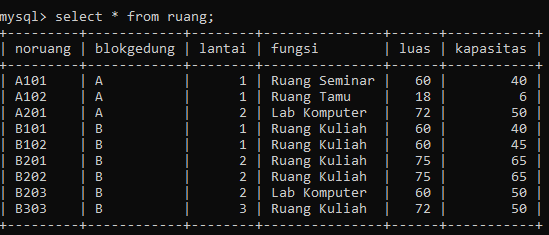 mysql> select * from ruang;
+---------+------------+--------+---------------+------+-----------+
| noruang | blokgedung | lantai | fungsi        | luas | kapasitas |
+---------+------------+--------+---------------+------+-----------+
| A101    | A          |      1 | Ruang Seminar |   60 |        40 |
| A102    | A          |      1 | Ruang Tamu    |   18 |         6 |
| A201    | A          |      2 | Lab Komputer  |   72 |        50 |
| B101    | B          |      1 | Ruang Kuliah  |   60 |        40 |
| B102    | B          |      1 | Ruang Kuliah  |   60 |        45 |
| B201    | B          |      2 | Ruang Kuliah  |   75 |        65 |
| B202    | B          |      2 | Ruang Kuliah  |   75 |        65 |
| B203    | B          |      2 | Lab Komputer  |   60 |        50 |
| B303    | B          |      3 | Ruang Kuliah  |   72 |        50 |
+---------+------------+--------+---------------+------+-----------+